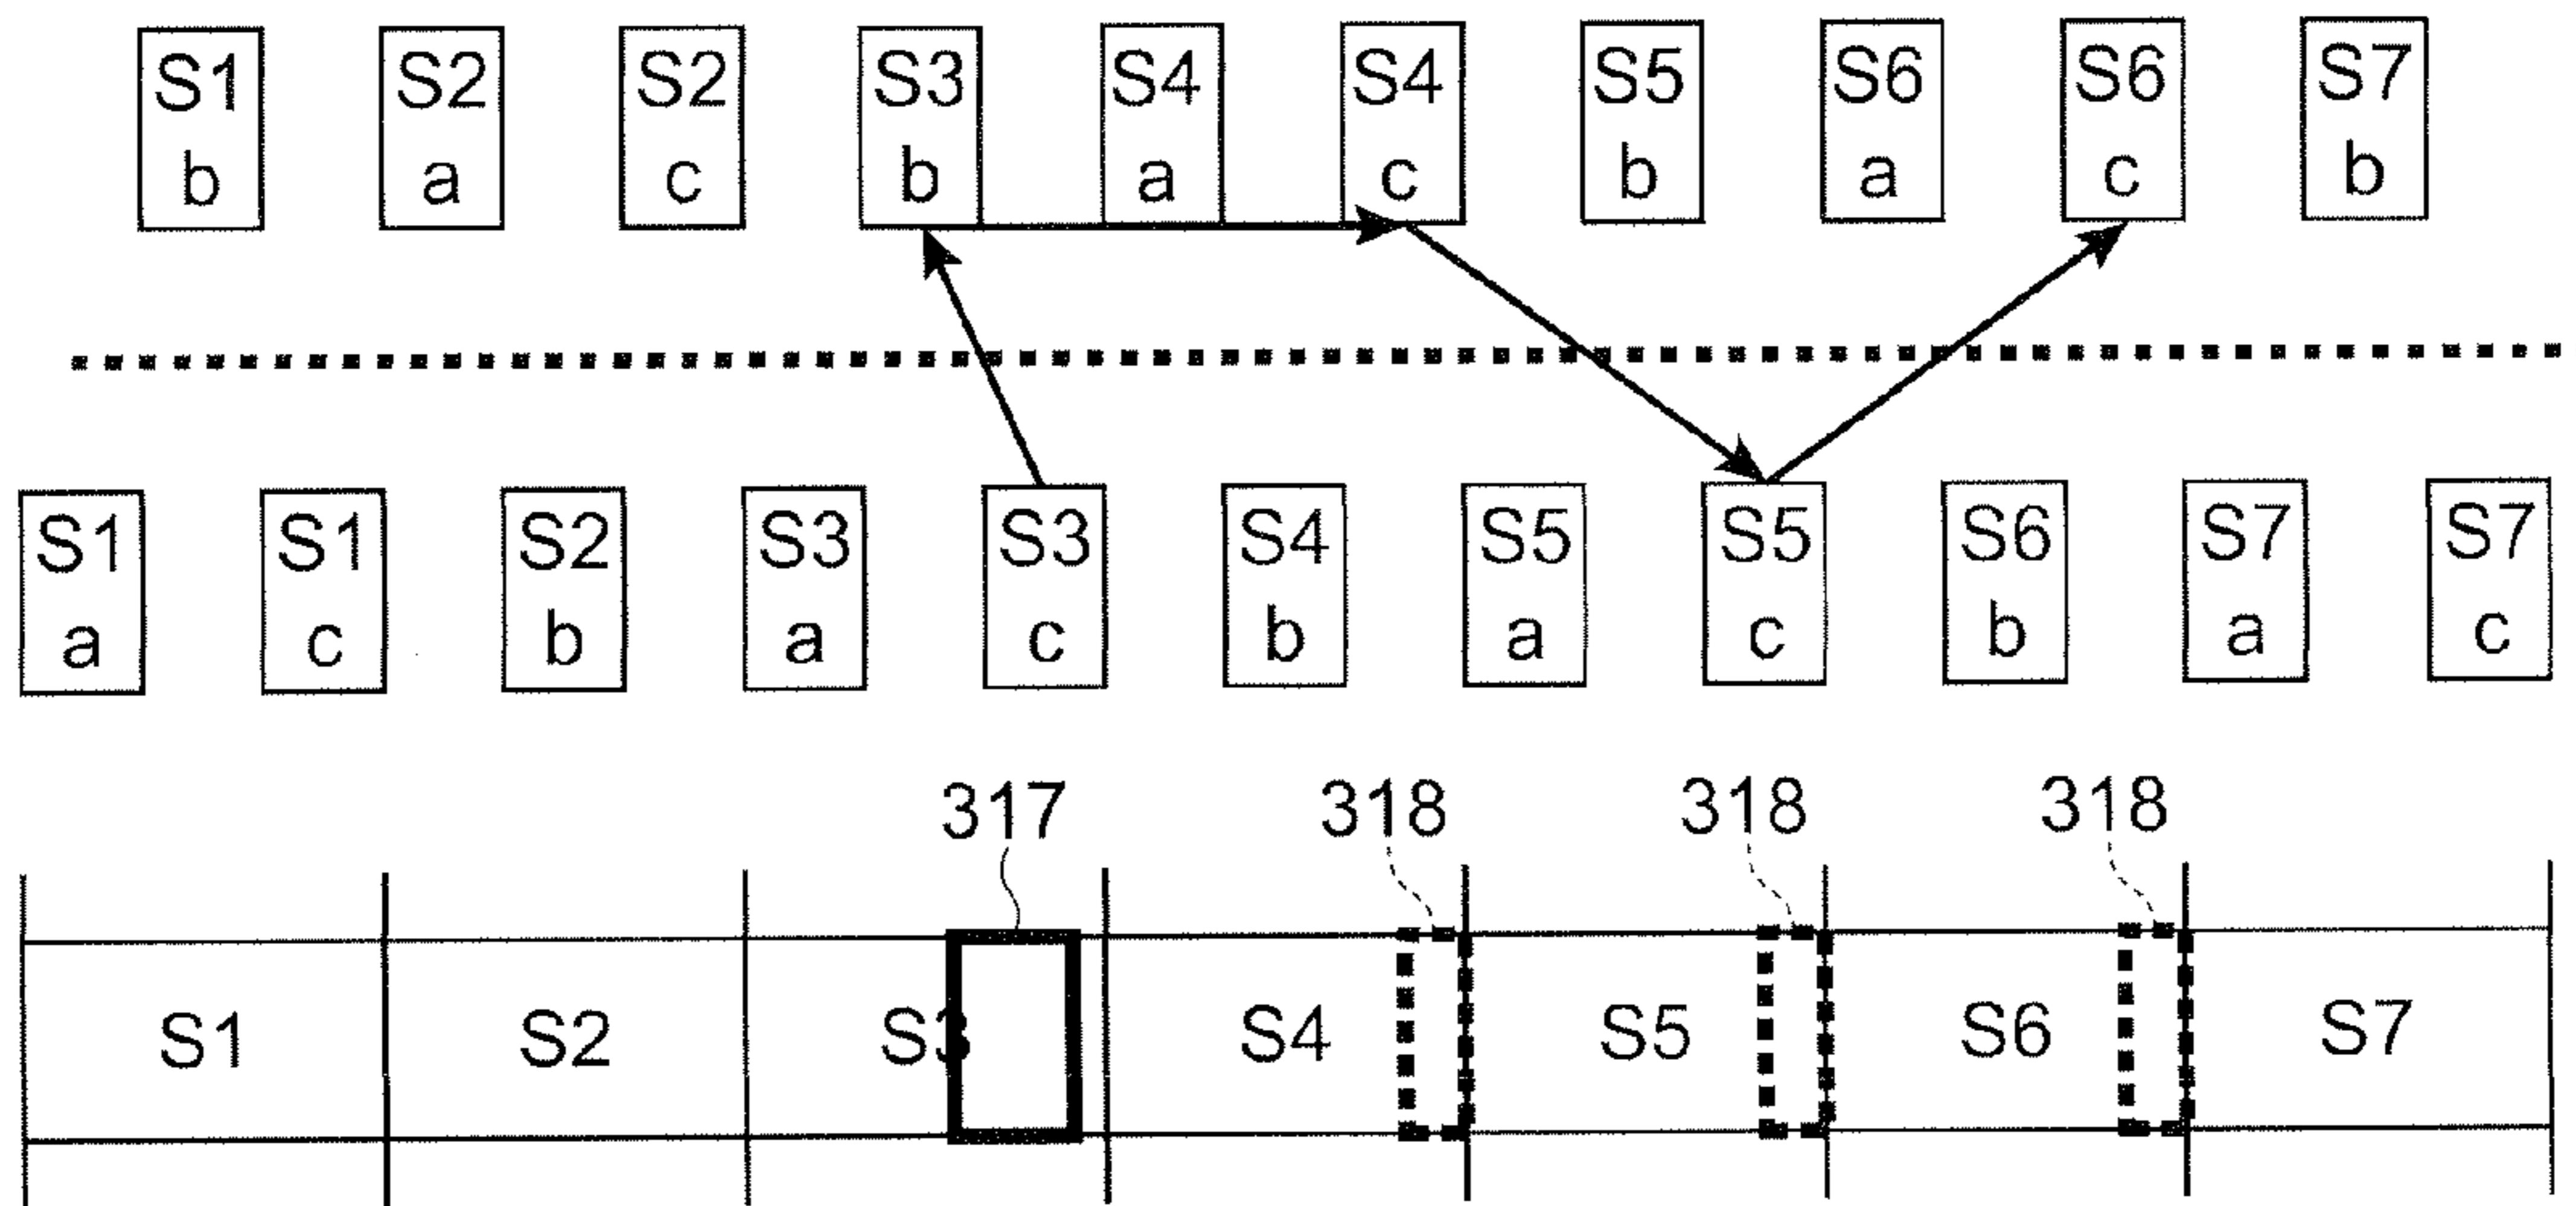 S1 S2 S2 S3 S4 S4 S5 S6 S6 S7
b a c b a c b a c b
S1 S1 S2 S3 S3 S4 S5 S5 S6 S7 S7
a c b a c b a c b a c
317 318 318 318
S1 S2 S3 S4 S5 S6 S7